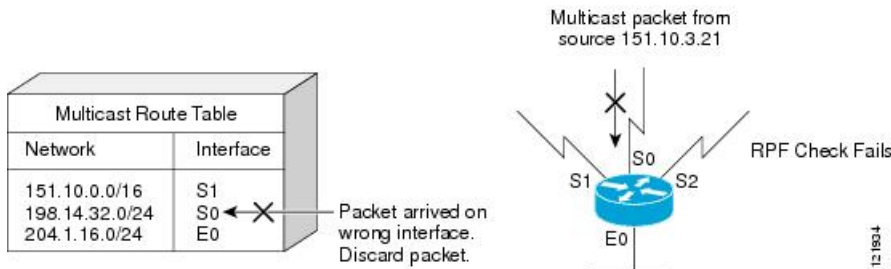 Multicast packet from
source 151.10.3.21
Multicast Route Table
Network Interface
151.10.0.0/16 S1
198.14.32.0/24 S0
204.1.16.0/24 E0
Packet arrived on
wrong interface.
Discard packet.
S0
RPF Check Fails
S1
S2
E0
121934